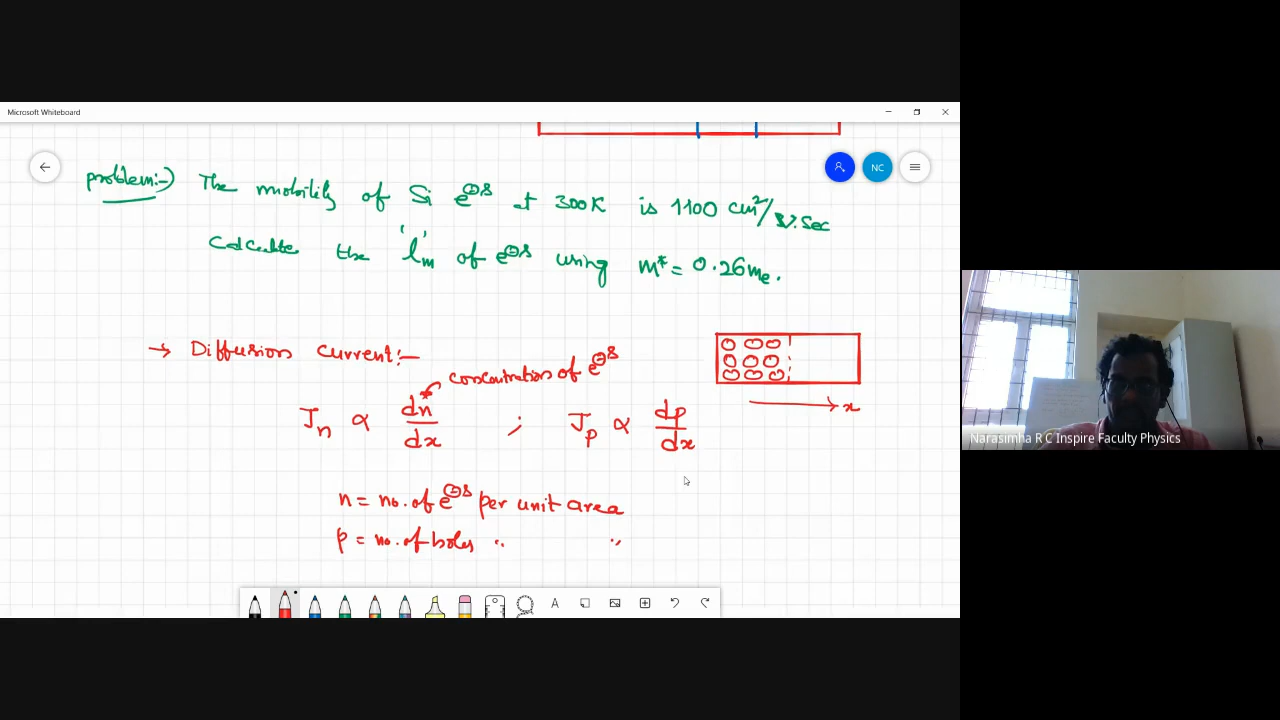 Microsoft Whiteboard
problem:-) The mobility of Si e⊖s at 300K is 1100 cm²/V.Sec
NC
Calculate the 'lm' of e⊖s using m* = 0.26me.
→ Diffusion current:-
concentration of e⊖s
Jn ∝ dn/dx ; Jp ∝ dp/dx
x
n = no. of e⊖s per unit area
p = no. of holes " "
A
Narasimha R C Inspire Faculty Physics